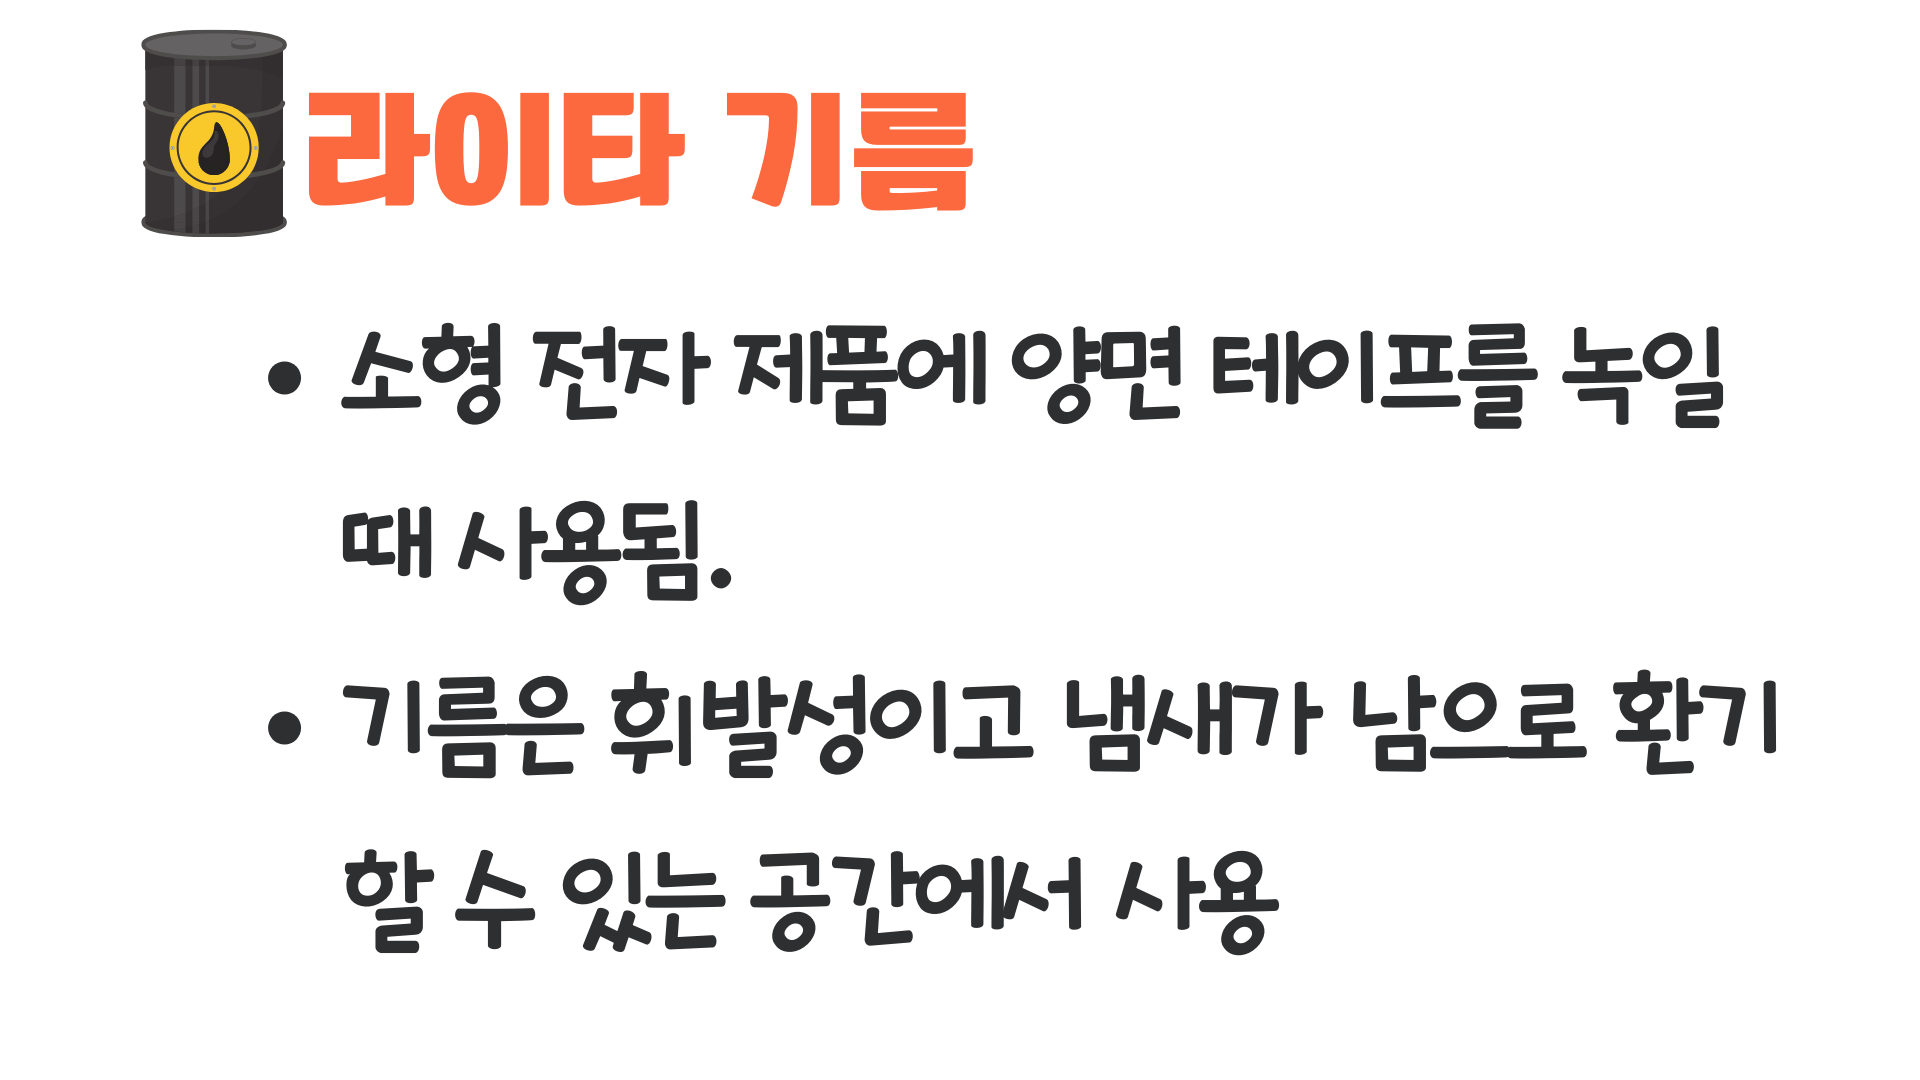 라이타 기름
• 소형 전자 제품에 양면 테이프를 녹일
때 사용됨.
• 기름은 휘발성이고 냄새가 남으로 환기
할 수 있는 공간에서 사용